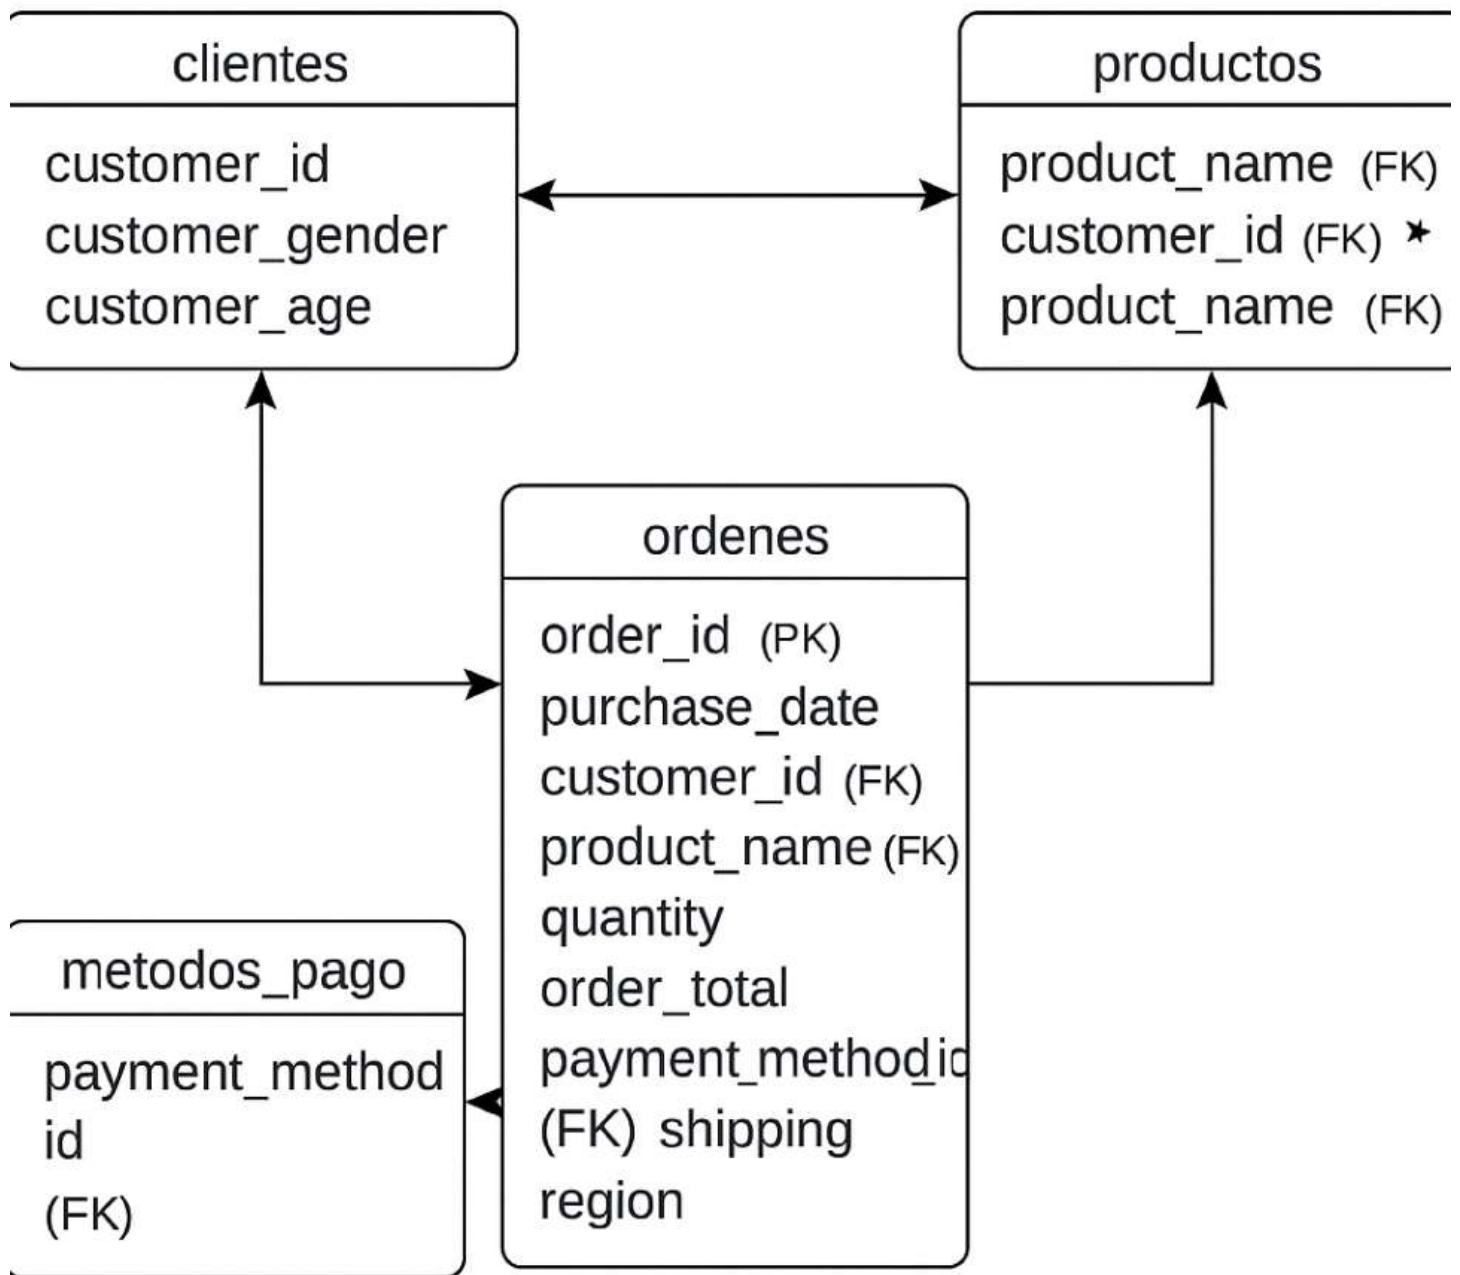 clientes
customer_id
customer_gender
customer_age
productos
product_name (FK)
customer_id (FK) ★
product_name (FK)
ordenes
order_id (PK)
purchase_date
customer_id (FK)
product_name (FK)
quantity
order_total
payment_method_id
(FK) shipping
region
metodos_pago
payment_method
id
(FK)